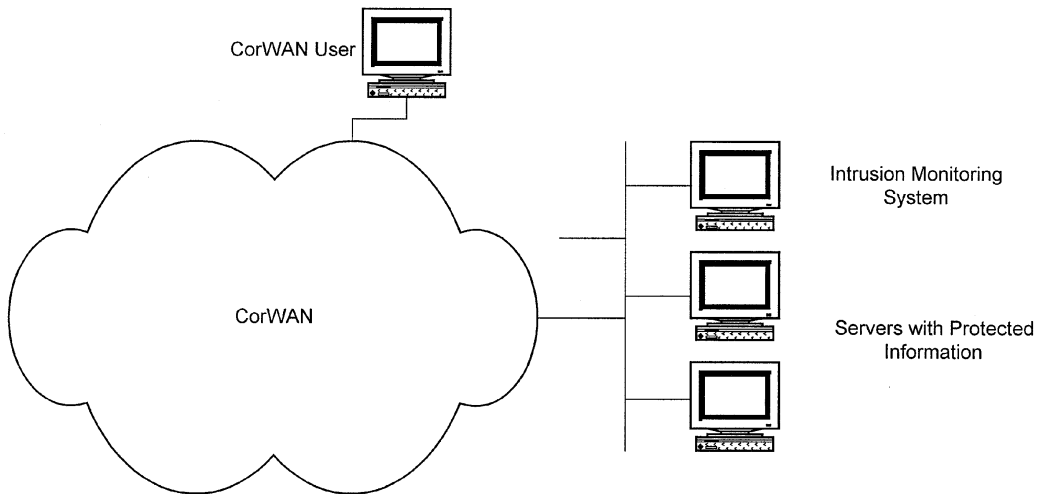 CorWAN User
Intrusion Monitoring
System
CorWAN
Servers with Protected
Information